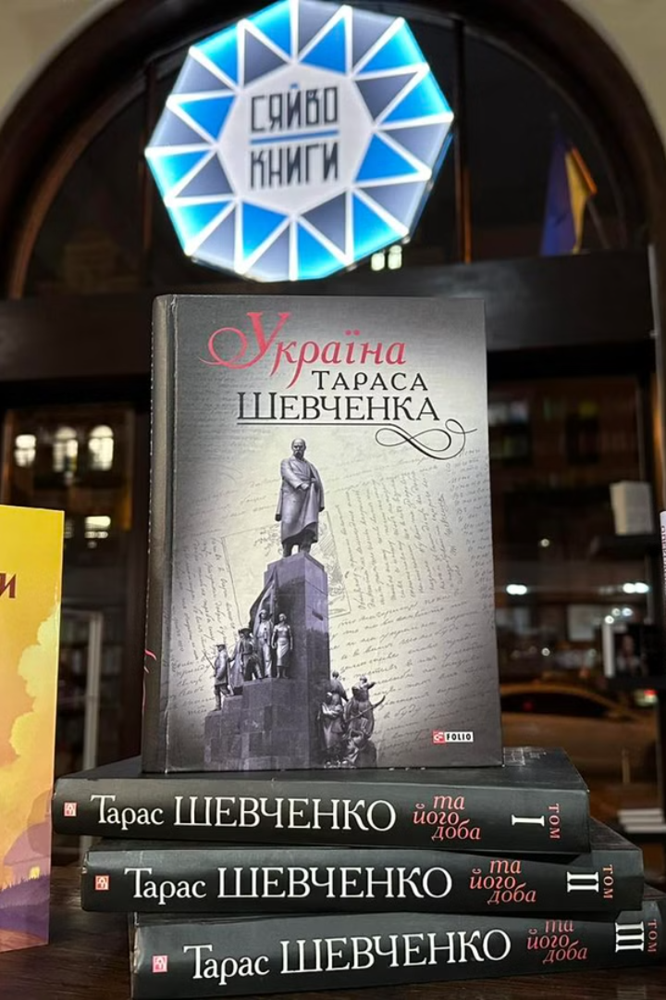 СЯЙВО
КНИГИ
Україна
ТАРАСА
ШЕВЧЕНКА
FOLIO
И
Тарас ШЕВЧЕНКО та його доба I ТОМ
Тарас ШЕВЧЕНКО та його доба II ТОМ
Тарас ШЕВЧЕНКО та його доба III ТОМ